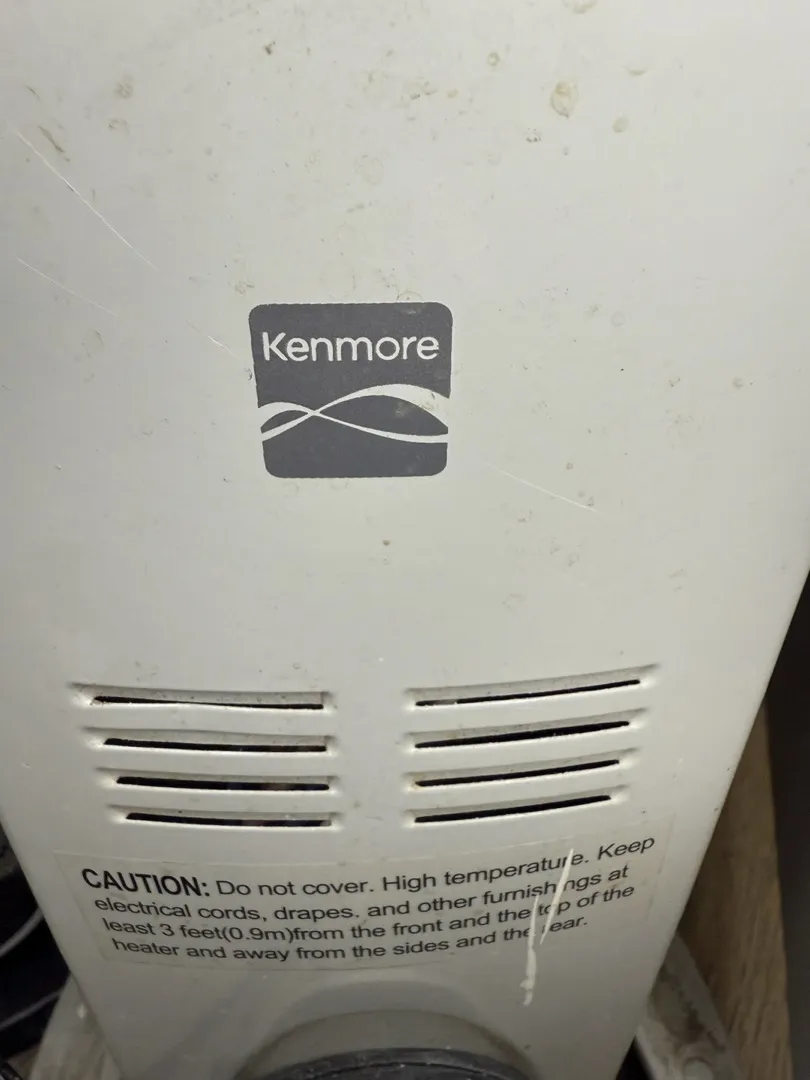 Kenmore
CAUTION: Do not cover. High temperature. Keep
electrical cords, drapes. and other furnishings at
least 3 feet(0.9m)from the front and the top of the
heater and away from the sides and the rear.